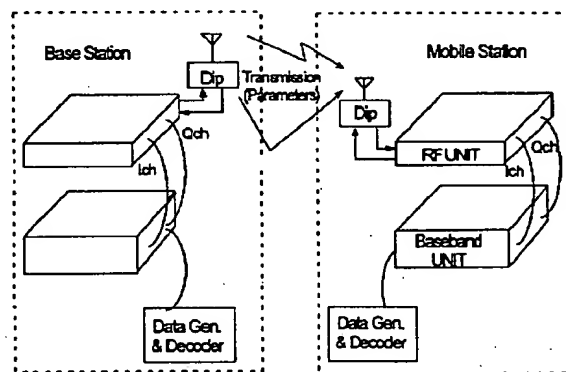 Base Station
Dip
Transmission
(Parameters)
Qch
Ich
Data Gen.
& Decoder
Mobile Station
Dip
RF UNIT
Ich
Qch
Baseband
UNIT
Data Gen.
& Decoder